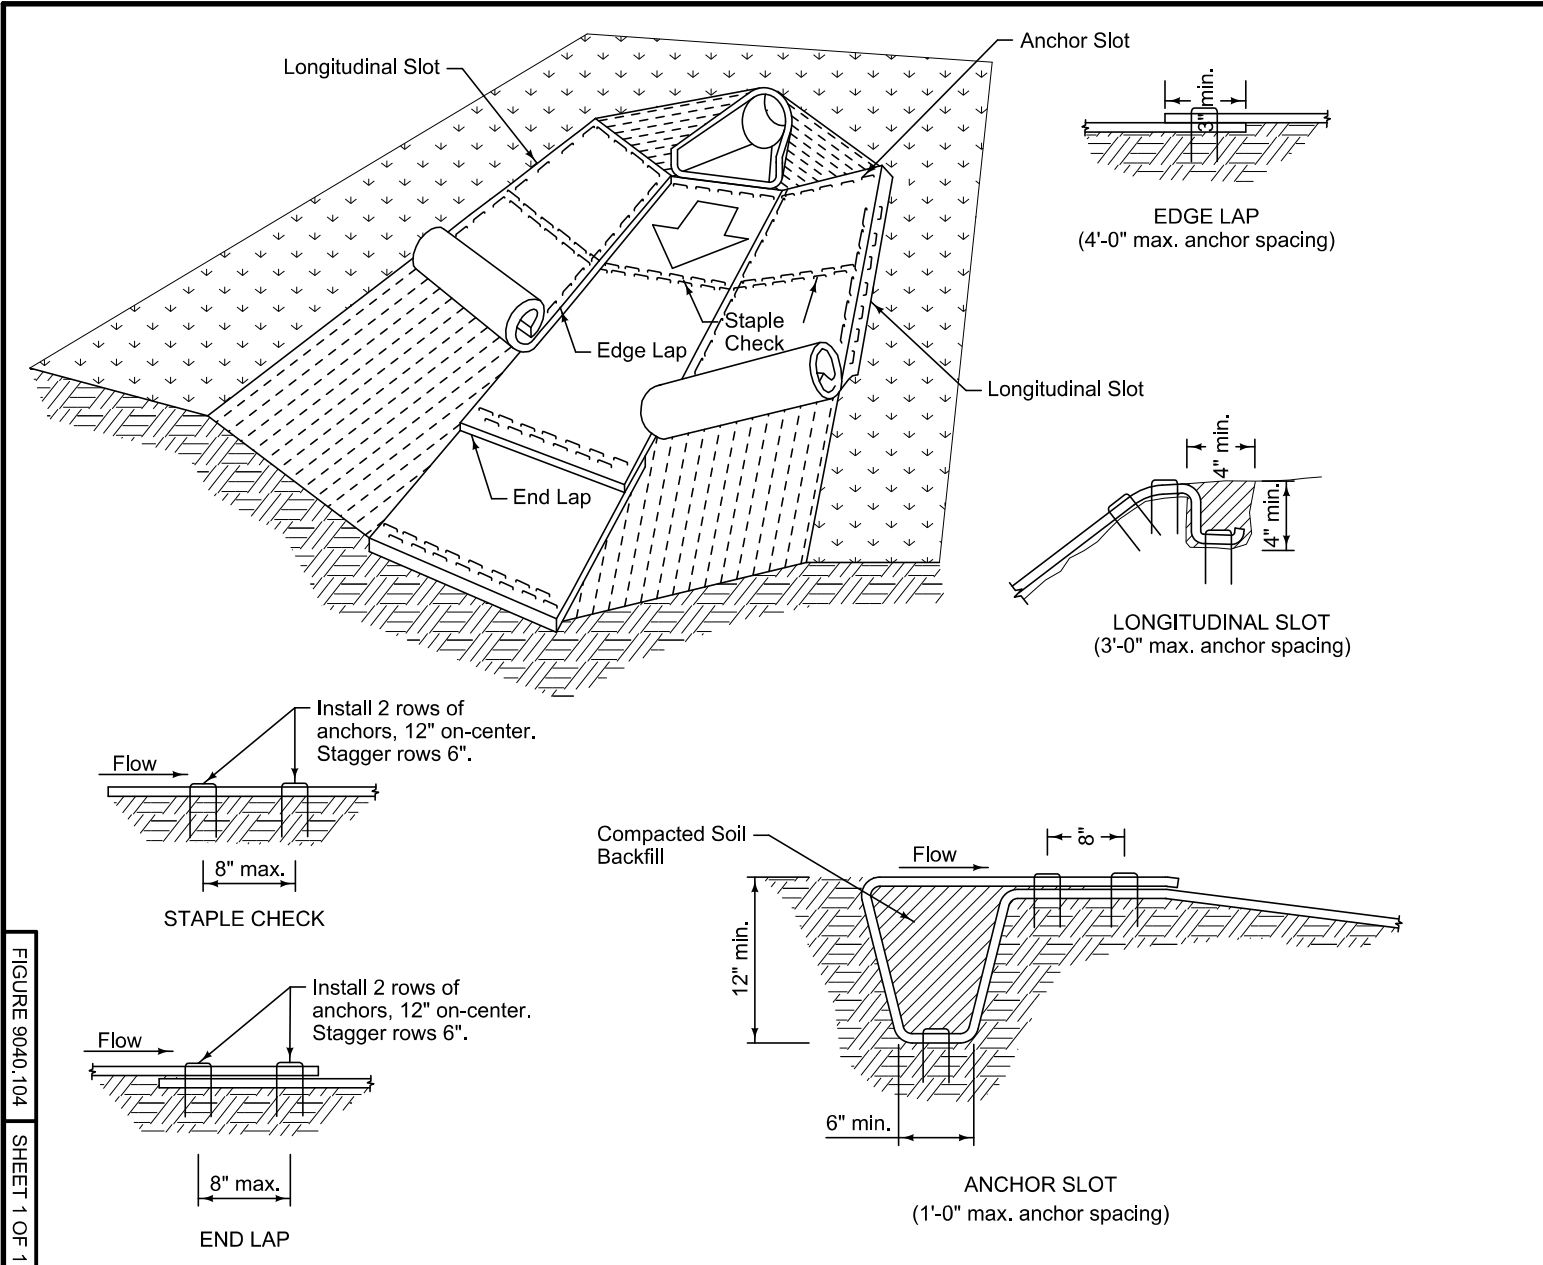 Longitudinal Slot
Anchor Slot
Staple
Check
Edge Lap
Longitudinal Slot
End Lap
3" min.
EDGE LAP
(4'-0" max. anchor spacing)
4" min.
4" min.
LONGITUDINAL SLOT
(3'-0" max. anchor spacing)
Install 2 rows of
anchors, 12" on-center.
Stagger rows 6".
Flow
8" max.
STAPLE CHECK
Install 2 rows of
anchors, 12" on-center.
Stagger rows 6".
Flow
8" max.
END LAP
Compacted Soil
Backfill
Flow
8"
12" min.
6" min.
ANCHOR SLOT
(1'-0" max. anchor spacing)
FIGURE 9040.104
SHEET 1 OF 1